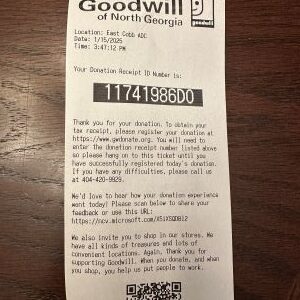 Goodwill
of North Georgia
goodwill
Location: East Cobb ADC
Date: 1/15/2025
Time: 3:47:12 PM
Your Donation Receipt ID Number is:
11741986D0
Thank you for your donation. To obtain your
tax receipt, please register your donation at
https://www.gwdonate.org. You will need to
enter the donation receipt number listed above
so please hang on to this ticket until you
have successfully registered today's donation.
If you have any difficulties, please call us
at 404-420-9929.
We'd love to hear how your donation experience
went today! Please scan below to share your
feedback or use this URL:
https://ncv.microsoft.com/
We also invite you to shop in our stores. We
have all kinds of treasures and lots of
convenient locations. Again, thank you for
supporting Goodwill. When you donate, and when
you shop, you help us put people to work.